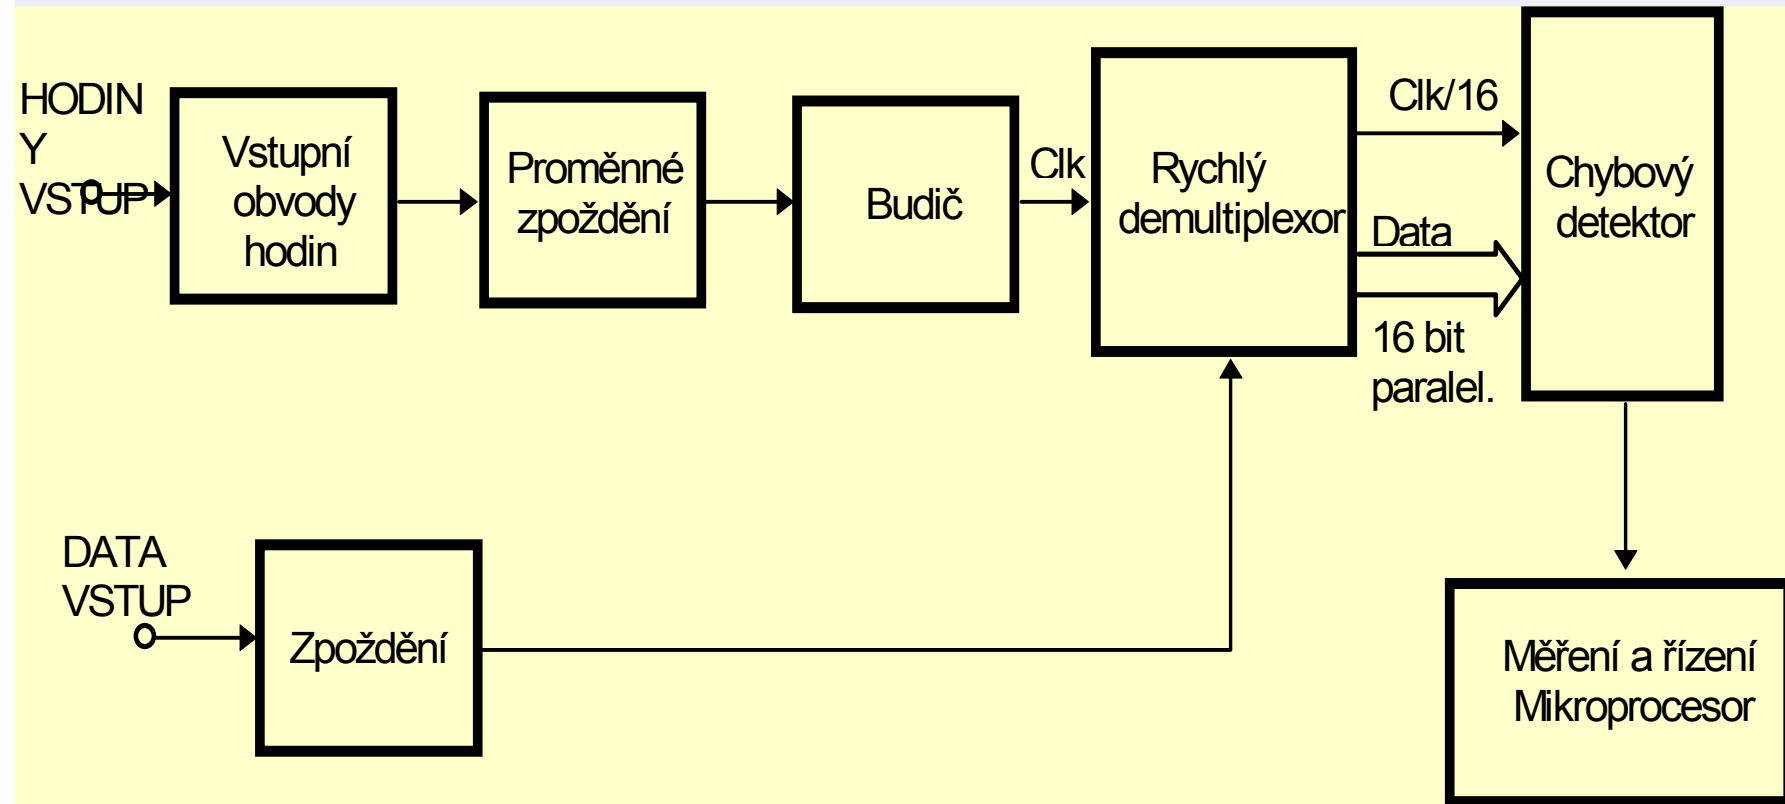 HODIN
Y
VSTUP
Vstupní
obvody
hodin
Proměnné
zpoždění
Budič
Clk
Rychlý
demultiplexor
Clk/16
Data
16 bit
paralel.
Chybový
detektor
DATA
VSTUP
Zpoždění
Měření a řízení
Mikroprocesor